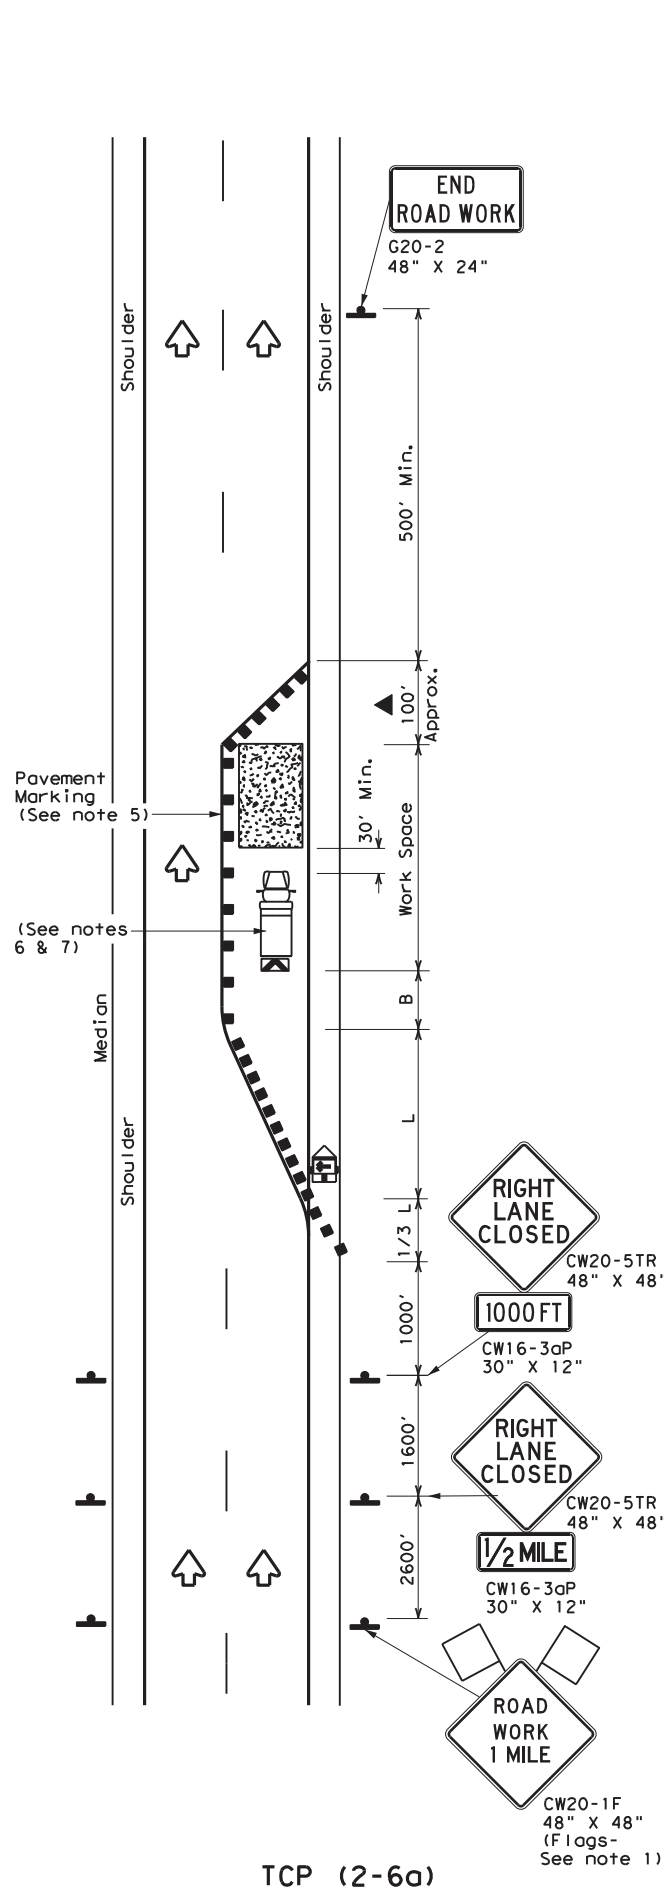 END
ROAD WORK
G20-2
48" X 24"
Shoulder
Shoulder
500' Min.
100'
Approx.
Pavement
Marking
(See note 5)
30' Min.
Work Space
(See notes
6 & 7)
B
Median
Shoulder
L
1/3 L
RIGHT
LANE
CLOSED
CW20-5TR
48" X 48'
1000 FT
CW16-3aP
30" X 12"
1000'
RIGHT
LANE
CLOSED
CW20-5TR
48" X 48'
1600'
1/2 MILE
CW16-3aP
30" X 12"
2600'
ROAD
WORK
1 MILE
CW20-1F
48" X 48"
(Flags-
See note 1)
TCP (2-6a)